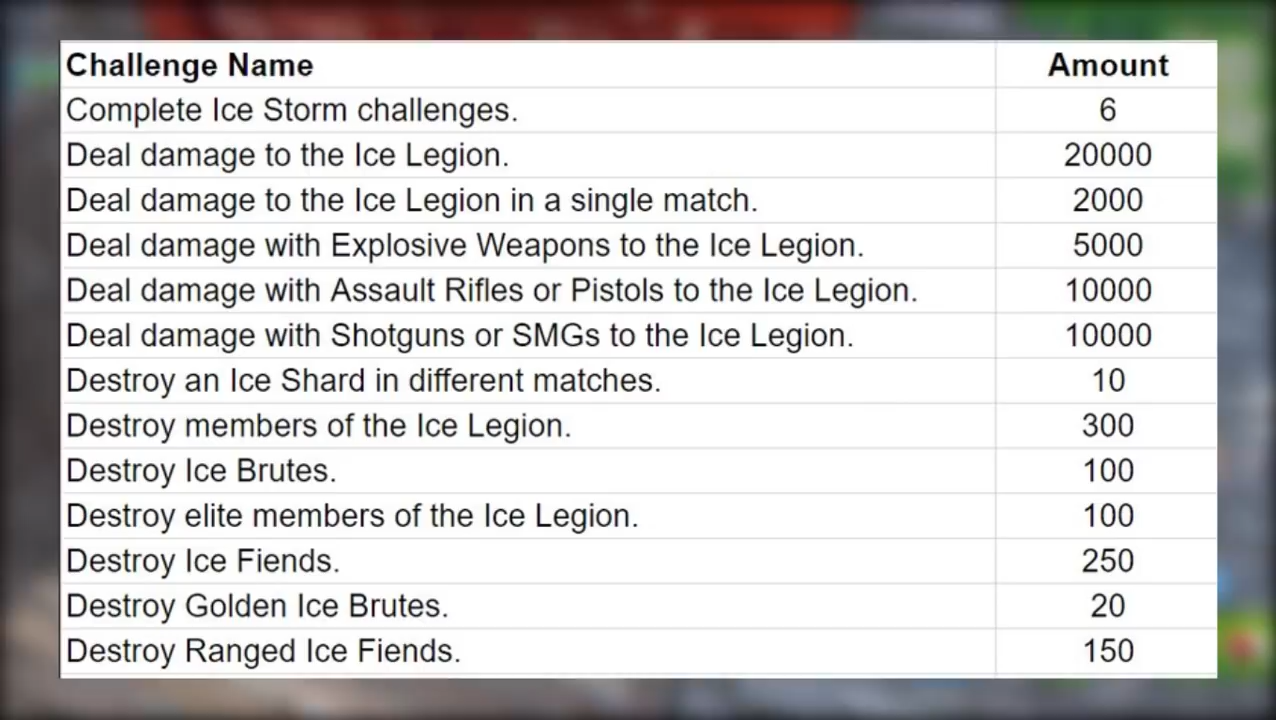 Challenge Name Amount
Complete Ice Storm challenges. 6
Deal damage to the Ice Legion. 20000
Deal damage to the Ice Legion in a single match. 2000
Deal damage with Explosive Weapons to the Ice Legion. 5000
Deal damage with Assault Rifles or Pistols to the Ice Legion. 10000
Deal damage with Shotguns or SMGs to the Ice Legion. 10000
Destroy an Ice Shard in different matches. 10
Destroy members of the Ice Legion. 300
Destroy Ice Brutes. 100
Destroy elite members of the Ice Legion. 100
Destroy Ice Fiends. 250
Destroy Golden Ice Brutes. 20
Destroy Ranged Ice Fiends. 150